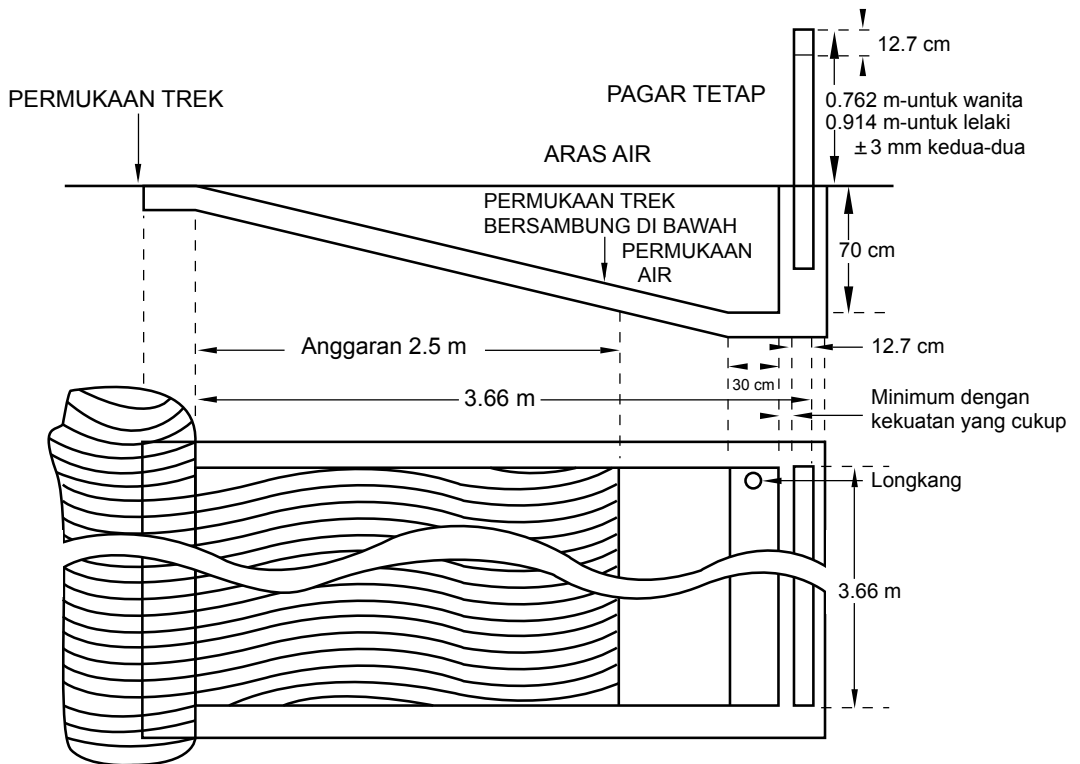 12.7 cm
PERMUKAAN TREK
PAGAR TETAP
0.762 m-untuk wanita
0.914 m-untuk lelaki
±3 mm kedua-dua
ARAS AIR
PERMUKAAN TREK
BERSAMBUNG DI BAWAH
PERMUKAAN
AIR
70 cm
Anggaran 2.5 m
12.7 cm
30 cm
3.66 m
Minimum dengan
kekuatan yang cukup
Longkang
3.66 m